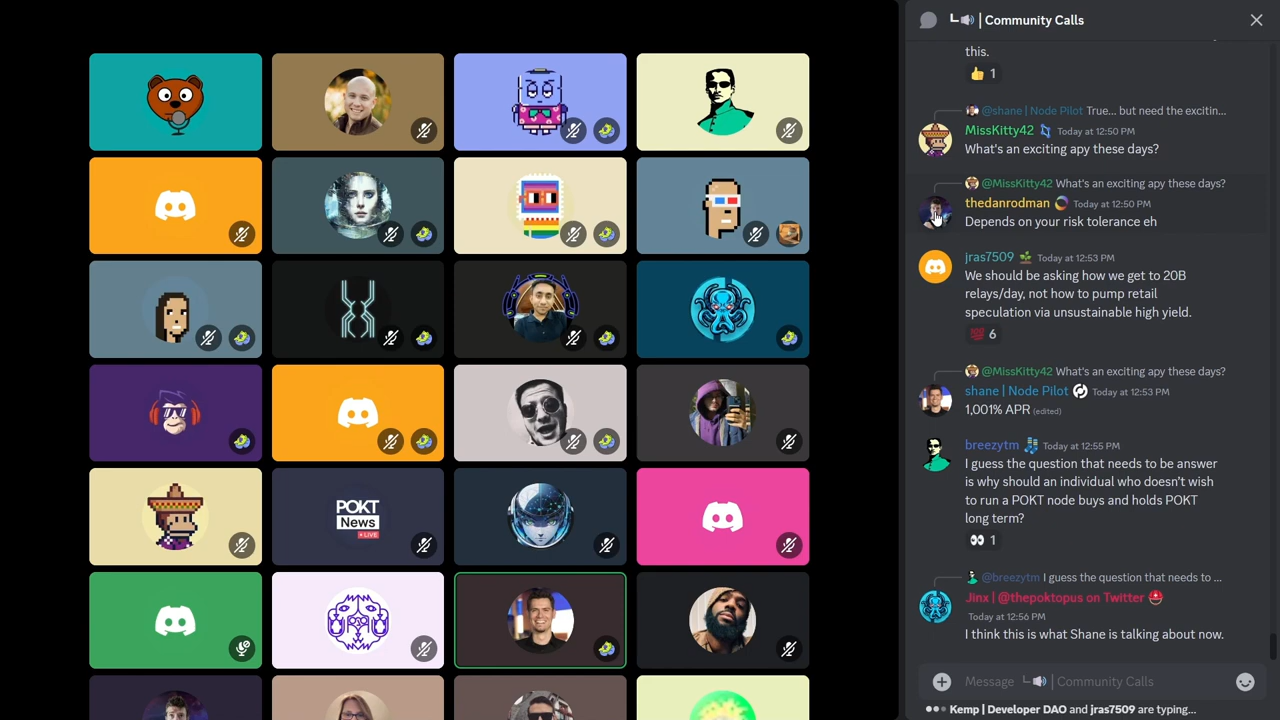 Community Calls
this.
1
@shane | Node Pilot True... but need the excitin...
MissKitty42 Today at 12:50 PM
What's an exciting apy these days?
@MissKitty42 What's an exciting apy these days?
thedanrodman Today at 12:50 PM
Depends on your risk tolerance eh
jras7509 Today at 12:53 PM
We should be asking how we get to 20B
relays/day, not how to pump retail
speculation via unsustainable high yield.
💯 6
@MissKitty42 What's an exciting apy these days?
shane | Node Pilot Today at 12:53 PM
1,001% APR (edited)
breezytm Today at 12:55 PM
I guess the question that needs to be answer
is why should an individual who doesn't wish
to run a POKT node buys and holds POKT
long term?
1
@breezytm I guess the question that needs to ...
Jinx | @thepoktopus on Twitter
Today at 12:56 PM
I think this is what Shane is talking about now.
Message Community Calls
Kemp | Developer DAO and jras7509 are typing...
POKT
News
LIVE